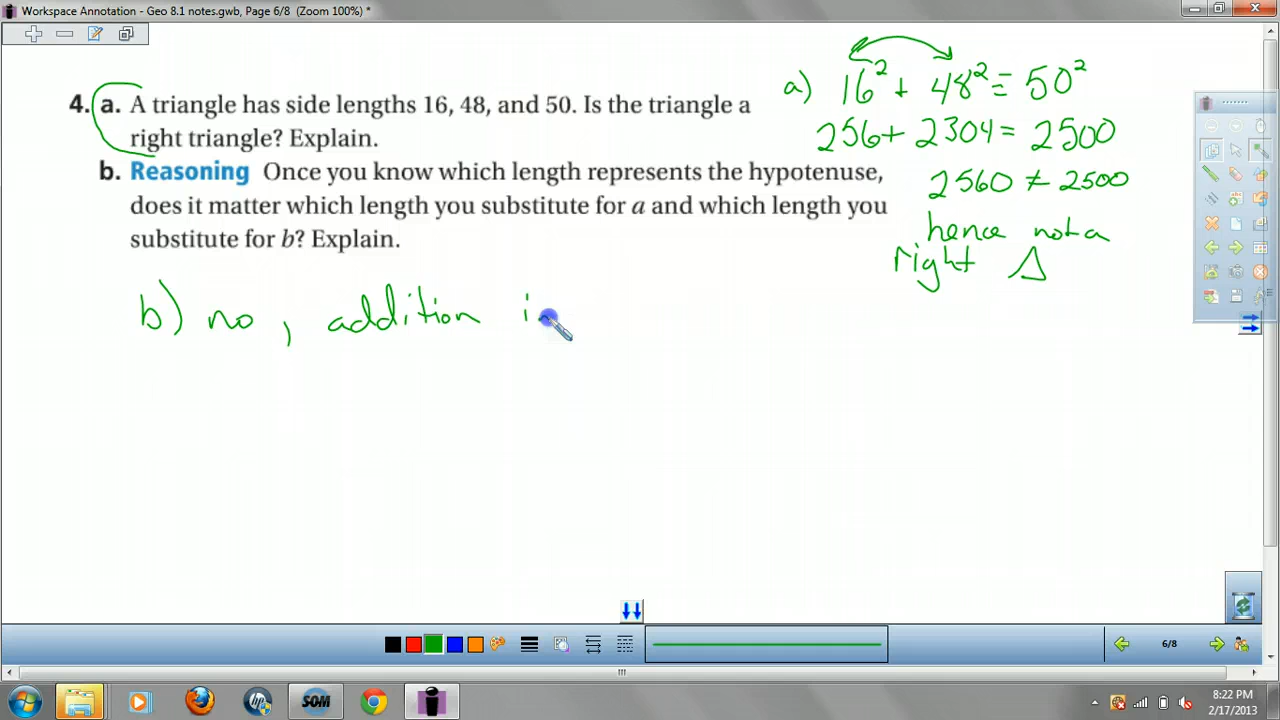 Workspace Annotation - Geo 8.1 notes.gwb, Page 6/8 (Zoom 100%) *
4. a. A triangle has side lengths 16, 48, and 50. Is the triangle a
right triangle? Explain.
b. Reasoning Once you know which length represents the hypotenuse,
does it matter which length you substitute for a and which length you
substitute for b? Explain.
a) 16² + 48² = 50²
256 + 2304 = 2500
2560 ≠ 2500
hence not a
right Δ
b) no, addition i
6/8
SOM
8:22 PM
2/17/2013